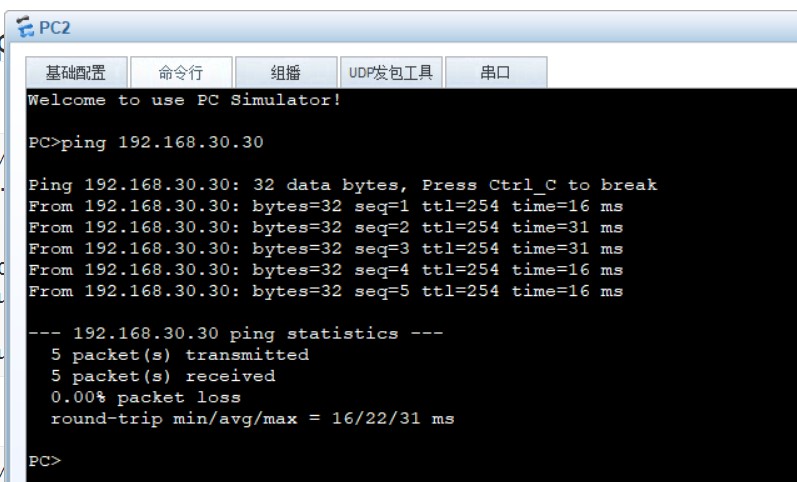 PC2
基础配置 命令行 组播 UDP发包工具 串口
Welcome to use PC Simulator!
PC>ping 192.168.30.30
Ping 192.168.30.30: 32 data bytes, Press Ctrl_C to break
From 192.168.30.30: bytes=32 seq=1 ttl=254 time=16 ms
From 192.168.30.30: bytes=32 seq=2 ttl=254 time=31 ms
From 192.168.30.30: bytes=32 seq=3 ttl=254 time=31 ms
From 192.168.30.30: bytes=32 seq=4 ttl=254 time=16 ms
From 192.168.30.30: bytes=32 seq=5 ttl=254 time=16 ms
--- 192.168.30.30 ping statistics ---
5 packet(s) transmitted
5 packet(s) received
0.00% packet loss
round-trip min/avg/max = 16/22/31 ms
PC>